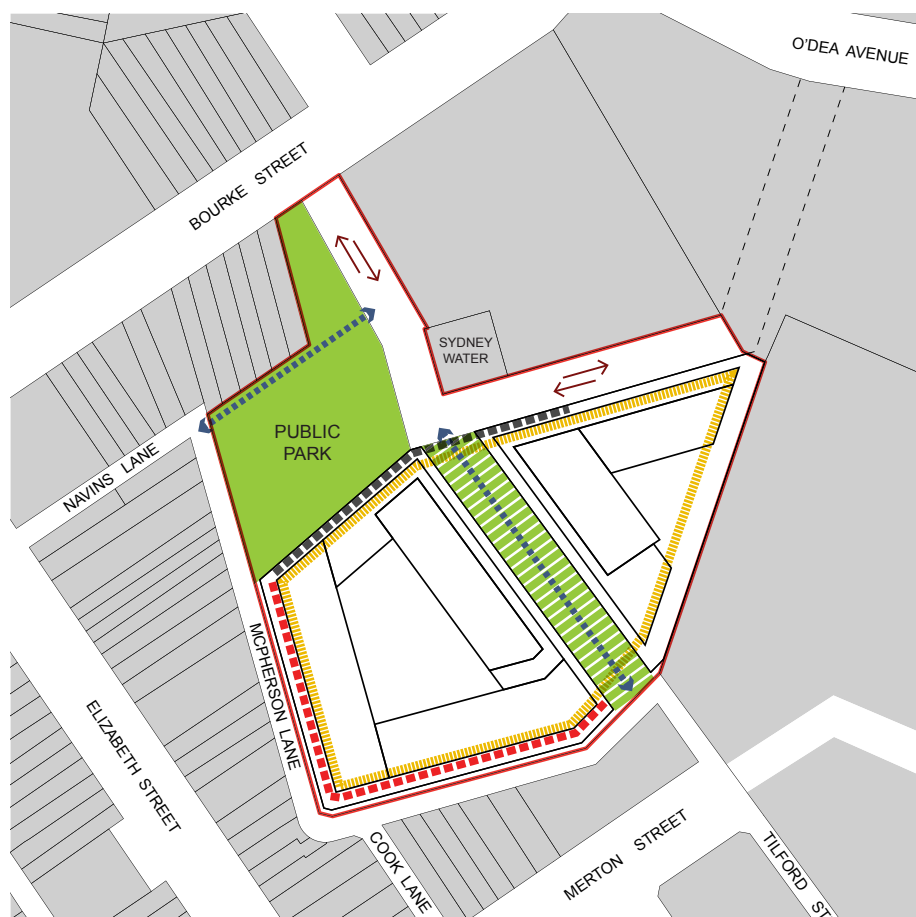 O'DEA AVENUE
BOURKE STREET
SYDNEY
WATER
PUBLIC
PARK
NAVINS LANE
MCPHERSON LANE
ELIZABETH STREET
COOK LANE
MERTON STREET
TILFORD ST